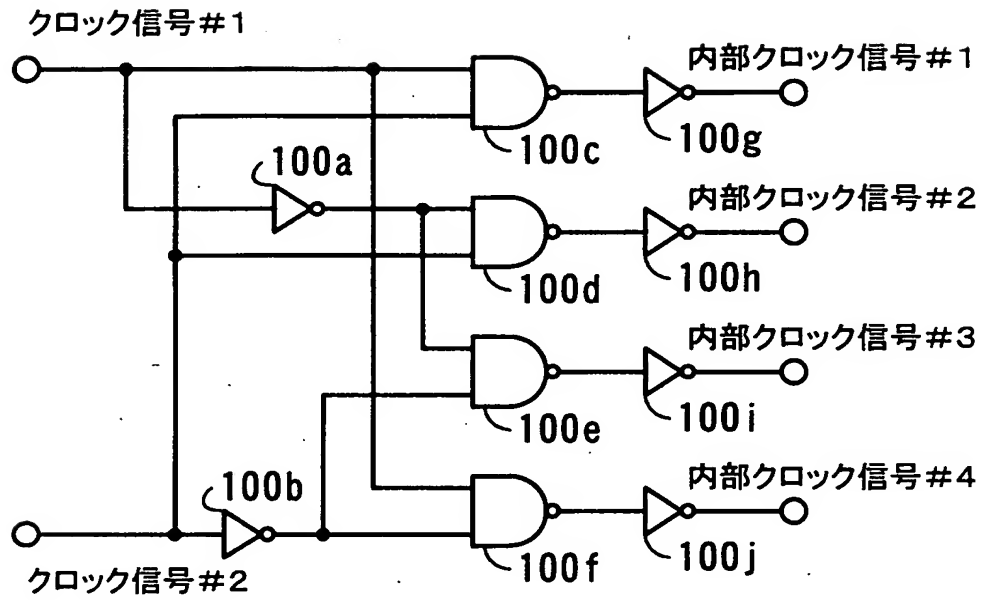 クロック信号#1
内部クロック信号#1
100c
100g
100a
内部クロック信号#2
100d
100h
内部クロック信号#3
100e
100i
100b
内部クロック信号#4
100f
100j
クロック信号#2